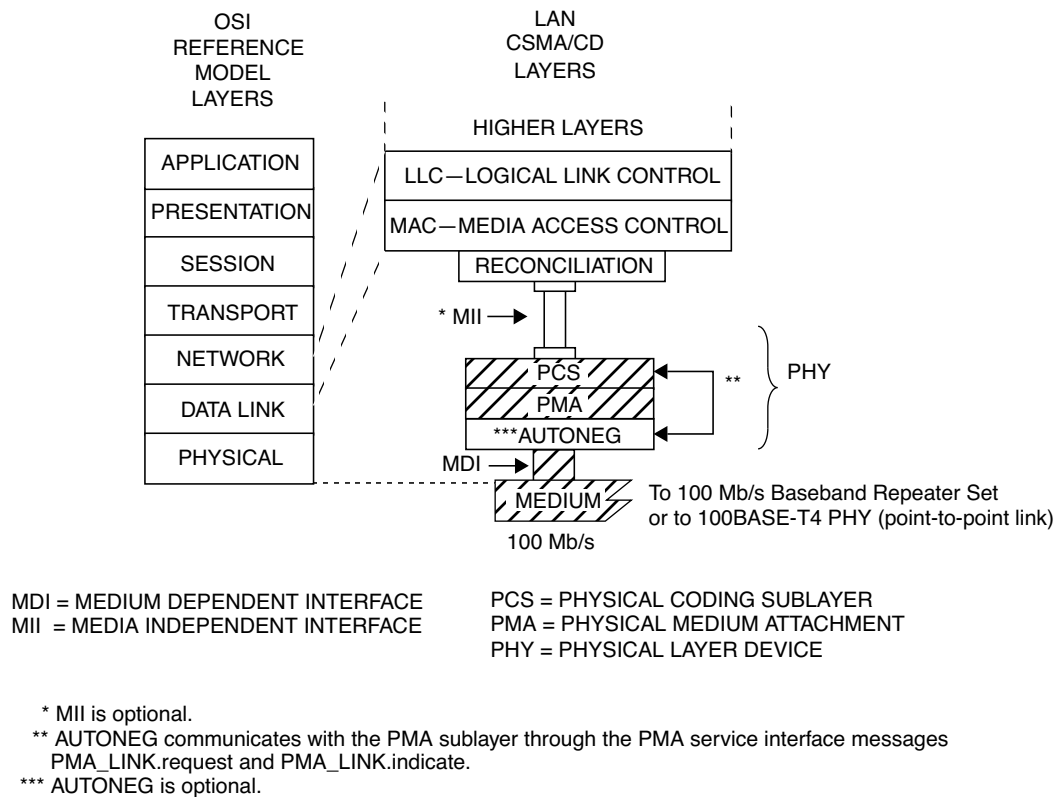 OSI
REFERENCE
MODEL
LAYERS
LAN
CSMA/CD
LAYERS
HIGHER LAYERS
APPLICATION
PRESENTATION
SESSION
TRANSPORT
NETWORK
DATA LINK
PHYSICAL
LLC—LOGICAL LINK CONTROL
MAC—MEDIA ACCESS CONTROL
RECONCILIATION
* MII
PCS
PMA
***AUTONEG
**
PHY
MDI
MEDIUM
To 100 Mb/s Baseband Repeater Set
or to 100BASE-T4 PHY (point-to-point link)
100 Mb/s
MDI = MEDIUM DEPENDENT INTERFACE
MII = MEDIA INDEPENDENT INTERFACE
PCS = PHYSICAL CODING SUBLAYER
PMA = PHYSICAL MEDIUM ATTACHMENT
PHY = PHYSICAL LAYER DEVICE
* MII is optional.
** AUTONEG communicates with the PMA sublayer through the PMA service interface messages
PMA_LINK.request and PMA_LINK.indicate.
*** AUTONEG is optional.